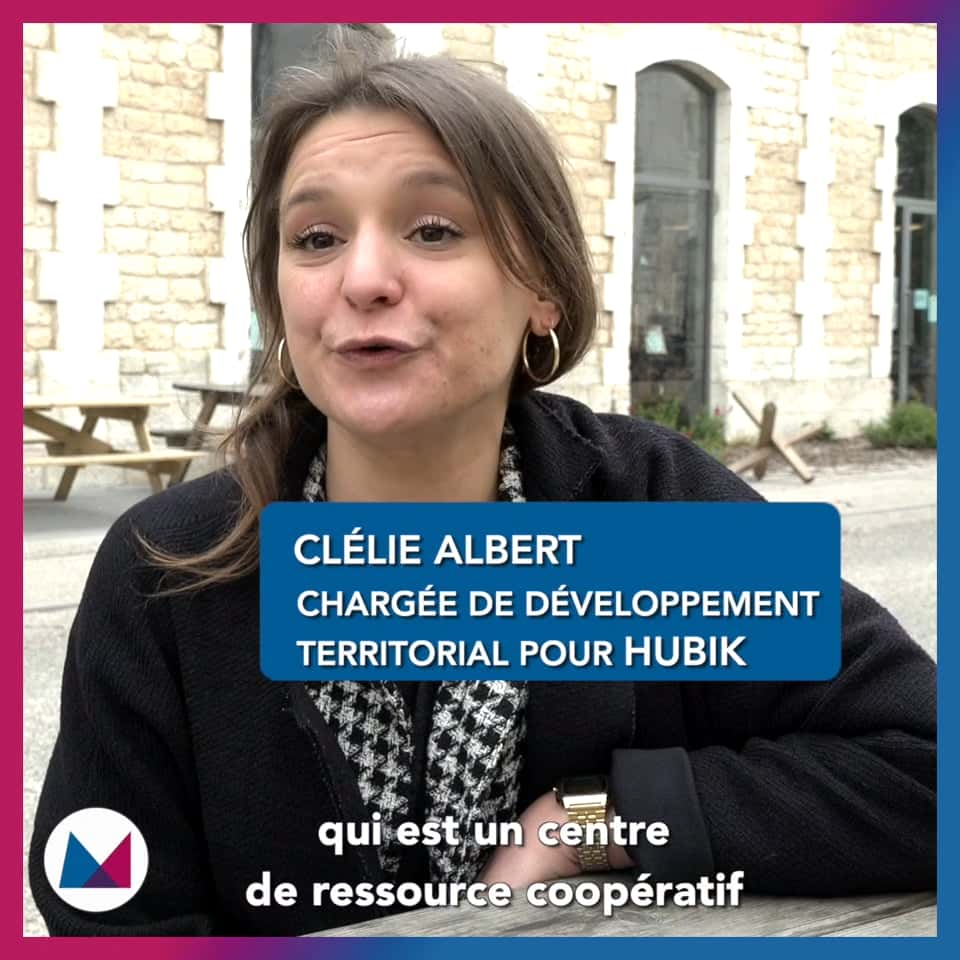 CLÉLIE ALBERT
CHARGÉE DE DÉVELOPPEMENT
TERRITORIAL POUR HUBIK
qui est un centre
de ressource coopératif